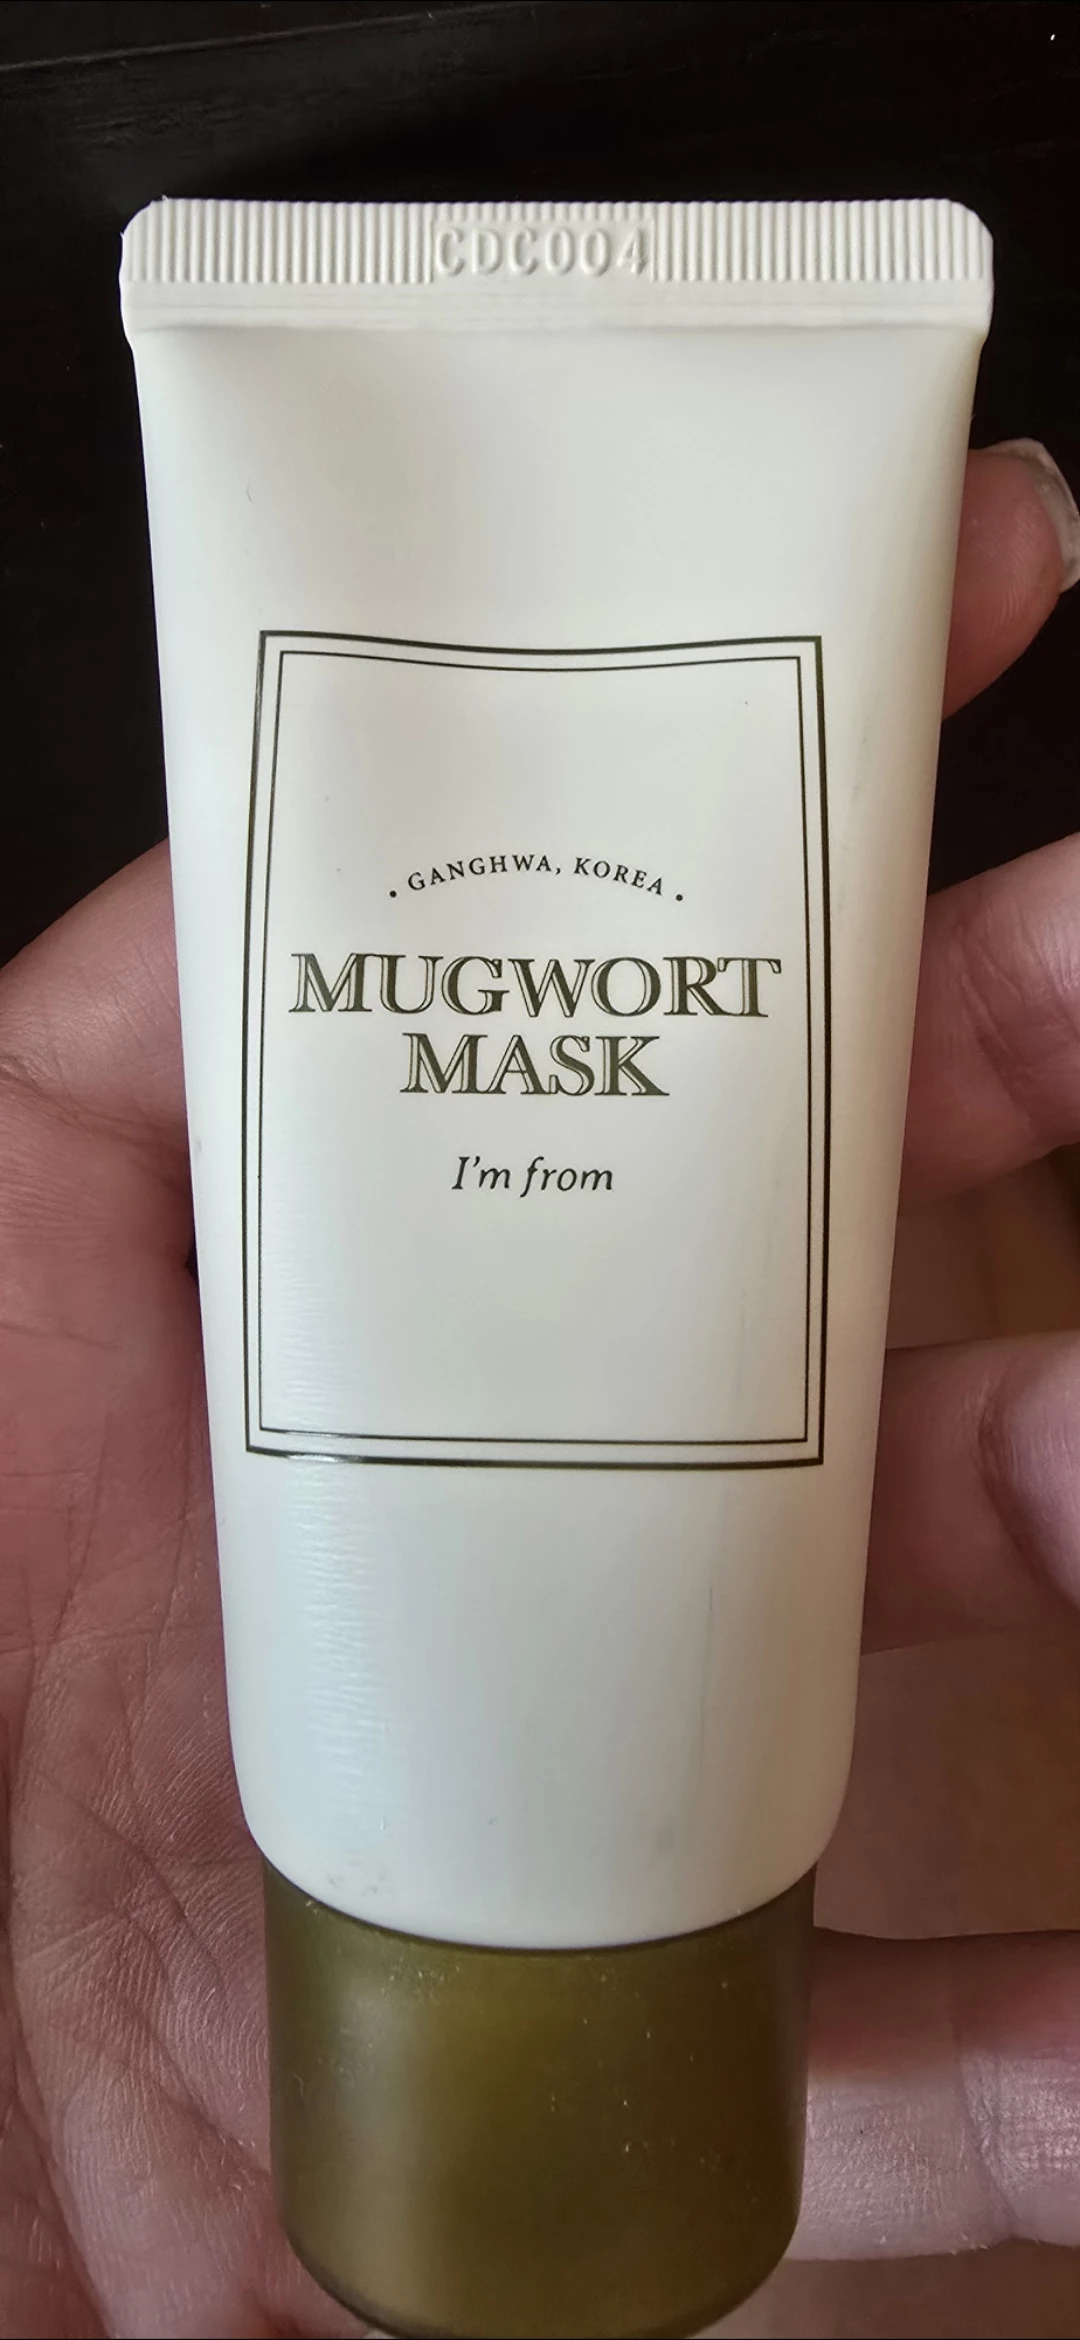 CDC004
· GANGHWA, KOREA ·
MUGWORT
MASK
I'm from